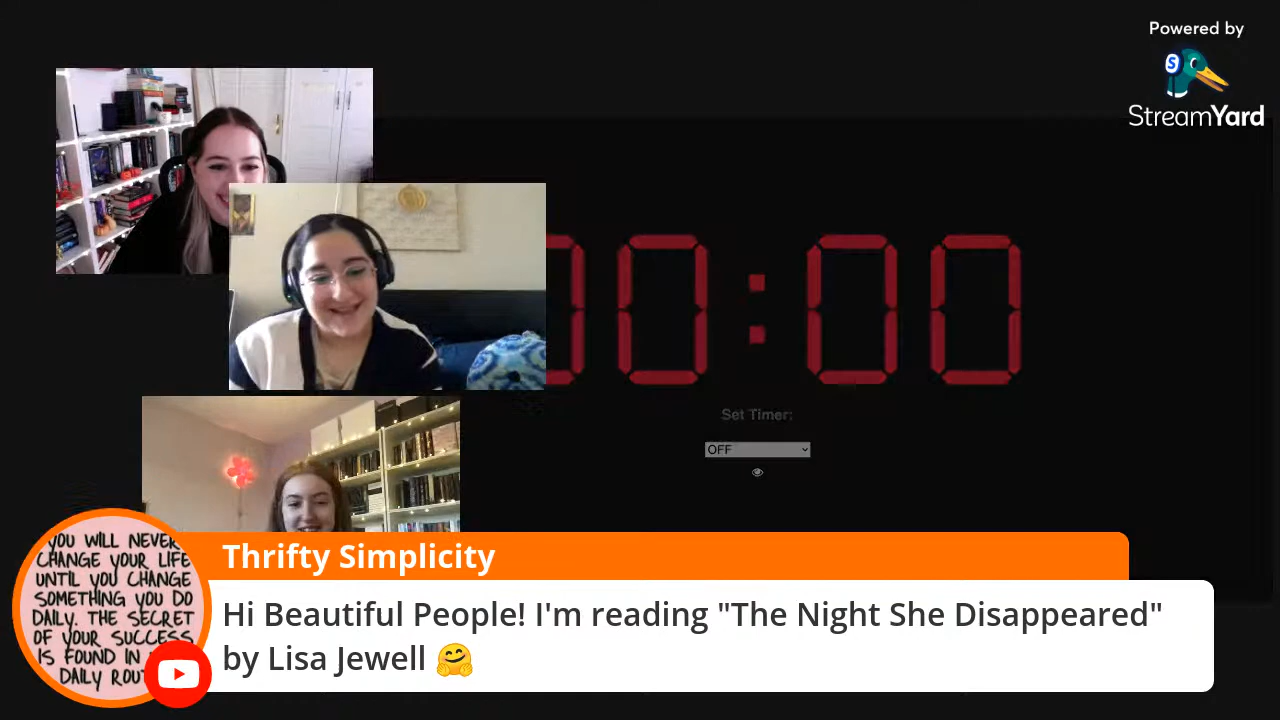 Powered by
StreamYard
00:00
Set Timer:
OFF
YOU WILL NEVER
CHANGE YOUR LIFE
UNTIL YOU CHANGE
SOMETHING YOU DO
DAILY. THE SECRET
OF YOUR SUCCESS
IS FOUND IN
DAILY
Thrifty Simplicity
Hi Beautiful People! I'm reading "The Night She Disappeared"
by Lisa Jewell 🤗